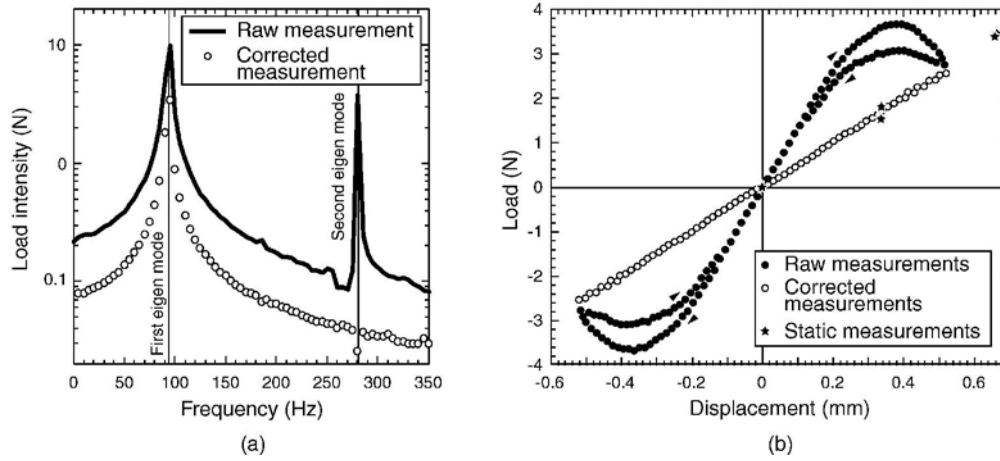 Raw measurement
Corrected
measurement
10
0
0.1
Load intensity (N)
First eigen mode
Second eigen mode
0 50 100 150 200 250 300 350
Frequency (Hz)
(a)
4
3
2
1
0
-1
-2
-3
-4
Load (N)
Raw measurements
Corrected
measurements
Static measurements
-0.6 -0.4 -0.2 0 0.2 0.4 0.6
Displacement (mm)
(b)